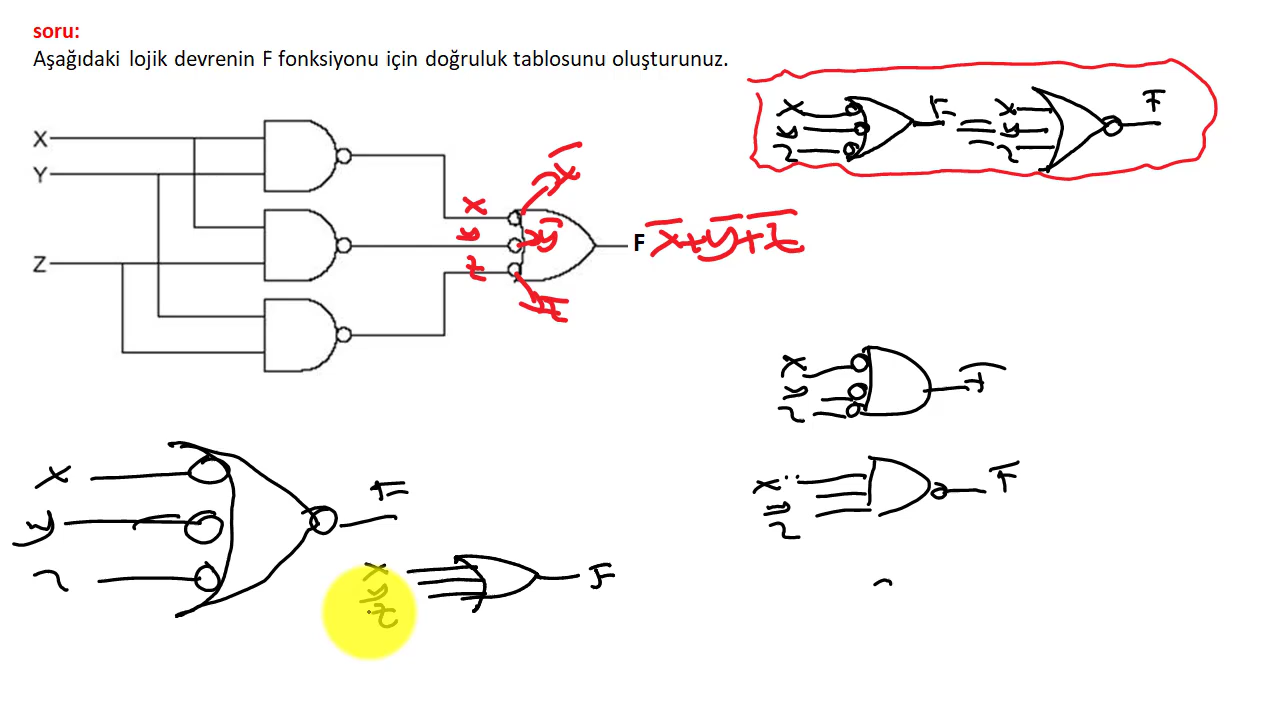 soru:
Aşağıdaki lojik devrenin F fonksiyonu için doğruluk tablosunu oluşturunuz.
X
Y
Z
x
y
z
x̅
y̅
z̅
F x̅+y̅+z̅
x
y
z
F
=
x
y
z
F
x
y
z
F
x
y
z
F
x
y
z
F
x
y
z
F